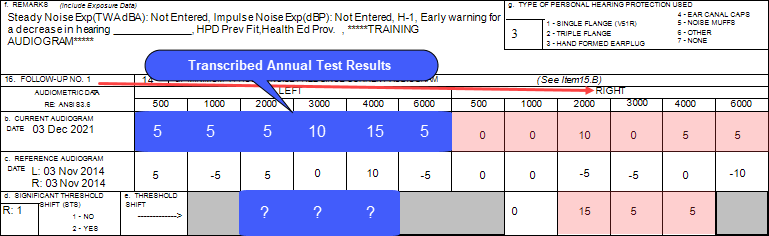 f. REMARKS (Include Exposure Data)
Steady Noise Exp(TWA dBA): Not Entered, Impulse Noise Exp(dBP): Not Entered, H-1, Early warning for
a decrease in hearing ____________, HPD Prev Fit,Health Ed Prov. , *****TRAINING
AUDIOGRAM*****
g. TYPE OF PERSONAL HEARING PROTECTION USED
3
1 - SINGLE FLANGE (V51R)
2 - TRIPLE FLANGE
3 - HAND FORMED EARPLUG
4 - EAR CANAL CAPS
5 - NOISE MUFFS
6 - OTHER
7 - NONE
Transcribed Annual Test Results
16. FOLLOW-UP NO. 1
(See Item 15.B)
AUDIOMETRIC DATA
RE: ANSI S3.6
LEFT
RIGHT
500 1000 2000 3000 4000 6000 500 1000 2000 3000 4000 6000
b. CURRENT AUDIOGRAM
DATE 03 Dec 2021
5 5 5 10 15 5 0 0 10 0 5 5
c. REFERENCE AUDIOGRAM
DATE L: 03 Nov 2014
R: 03 Nov 2014
5 -5 5 0 10 -5 0 0 -5 -5 0 -10
d. SIGNIFICANT THRESHOLD
SHIFT (STS)
R: 1
1 - NO
2 - YES
e. THRESHOLD
SHIFT
------------->
? ? ? 0 15 5 5